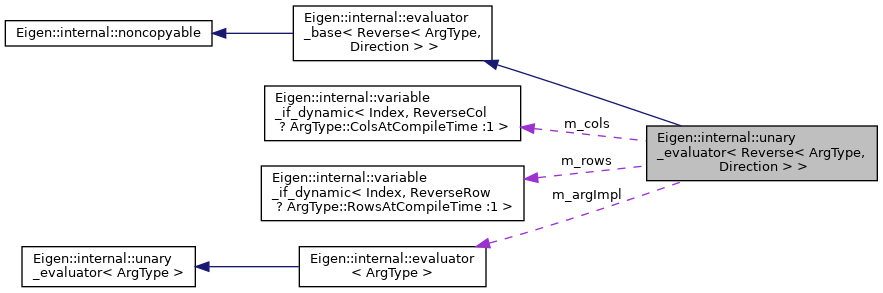 Eigen::internal::noncopyable
Eigen::internal::evaluator
_base< Reverse< ArgType,
Direction > >
Eigen::internal::variable
_if_dynamic< Index, ReverseCol
? ArgType::ColsAtCompileTime :1 >
m_cols
Eigen::internal::unary
_evaluator< Reverse< ArgType,
Direction > >
m_rows
Eigen::internal::variable
_if_dynamic< Index, ReverseRow
? ArgType::RowsAtCompileTime :1 >
m_argImpl
Eigen::internal::unary
_evaluator< ArgType >
Eigen::internal::evaluator
< ArgType >